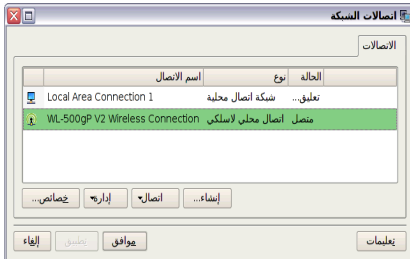 اتصالات الشبكة
الاتصالات
الحالة نوع اسم الاتصال
تعليق... شبكة اتصال محلية Local Area Connection 1
متصل اتصال محلي لاسلكي WL-500gP V2 Wireless Connection
إنشاء... اتصال إدارة خصائص...
تعليمات موافق تطبيق إلغاء